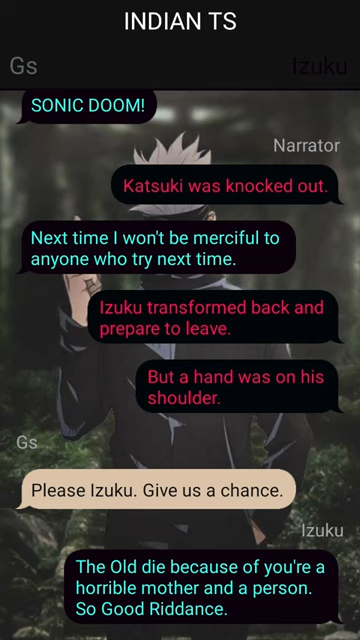 INDIAN TS
Gs
Izuku
SONIC DOOM!
Narrator
Katsuki was knocked out.
Next time I won't be merciful to
anyone who try next time.
Izuku transformed back and
prepare to leave.
But a hand was on his
shoulder.
Gs
Please Izuku. Give us a chance.
Izuku
The Old die because of you're a
horrible mother and a person.
So Good Riddance.